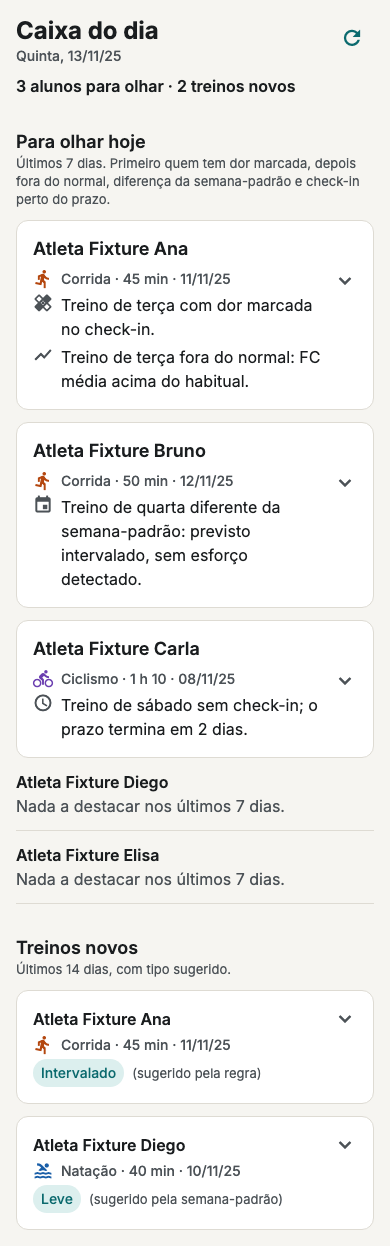 Caixa do dia
Quinta, 13/11/25
3 alunos para olhar · 2 treinos novos
Para olhar hoje
Últimos 7 dias. Primeiro quem tem dor marcada, depois
fora do normal, diferença da semana-padrão e check-in
perto do prazo.
Atleta Fixture Ana
Corrida · 45 min · 11/11/25
Treino de terça com dor marcada
no check-in.
Treino de terça fora do normal: FC
média acima do habitual.
Atleta Fixture Bruno
Corrida · 50 min · 12/11/25
Treino de quarta diferente da
semana-padrão: previsto
intervalado, sem esforço
detectado.
Atleta Fixture Carla
Ciclismo · 1 h 10 · 08/11/25
Treino de sábado sem check-in; o
prazo termina em 2 dias.
Atleta Fixture Diego
Nada a destacar nos últimos 7 dias.
Atleta Fixture Elisa
Nada a destacar nos últimos 7 dias.
Treinos novos
Últimos 14 dias, com tipo sugerido.
Atleta Fixture Ana
Corrida · 45 min · 11/11/25
Intervalado (sugerido pela regra)
Atleta Fixture Diego
Natação · 40 min · 10/11/25
Leve (sugerido pela semana-padrão)